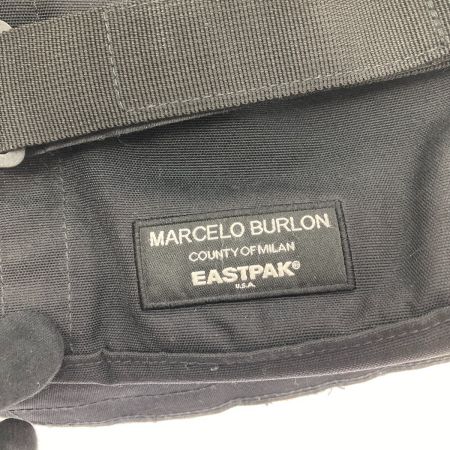 MARCELO BURLON
COUNTY OF MILAN
EASTPAK®
U.S.A.